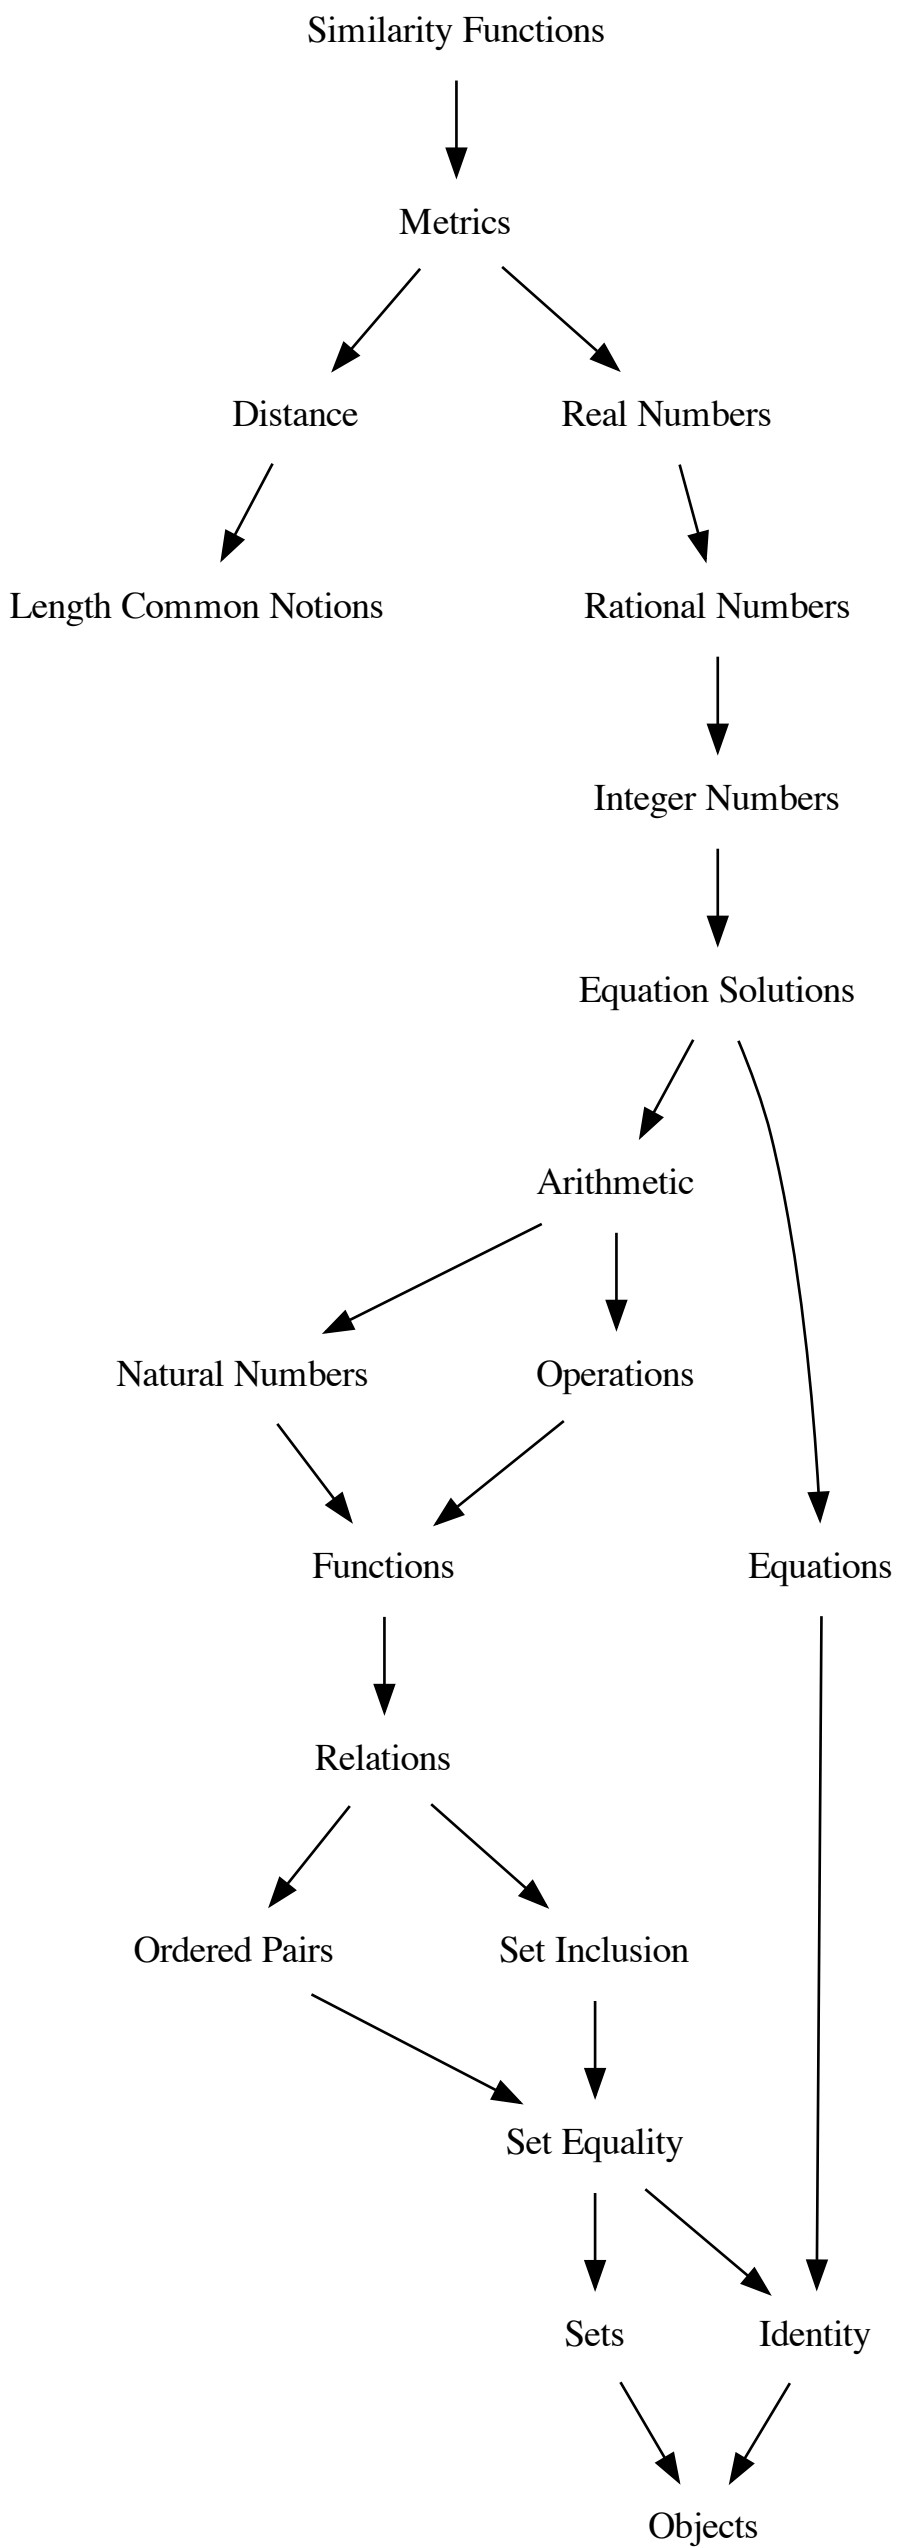 Similarity Functions
Metrics
Distance
Real Numbers
Length Common Notions
Rational Numbers
Integer Numbers
Equation Solutions
Arithmetic
Natural Numbers
Operations
Functions
Equations
Relations
Ordered Pairs
Set Inclusion
Set Equality
Sets
Identity
Objects